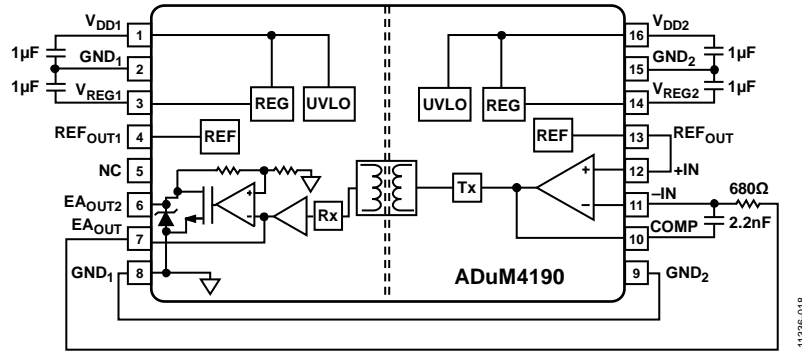 VDD1
1
1µF
GND1
2
1µF
VREG1
3
REG
UVLO
REFOUT1
4
REF
NC
5
EAOUT2
6
EAOUT
7
GND1
8
+
−
Rx
Tx
+
−
ADuM4190
UVLO
REG
REF
16
VDD2
1µF
15
GND2
1µF
14
VREG2
13
REFOUT
12
+IN
11
−IN
680Ω
10
COMP
2.2nF
9
GND2
11336-018